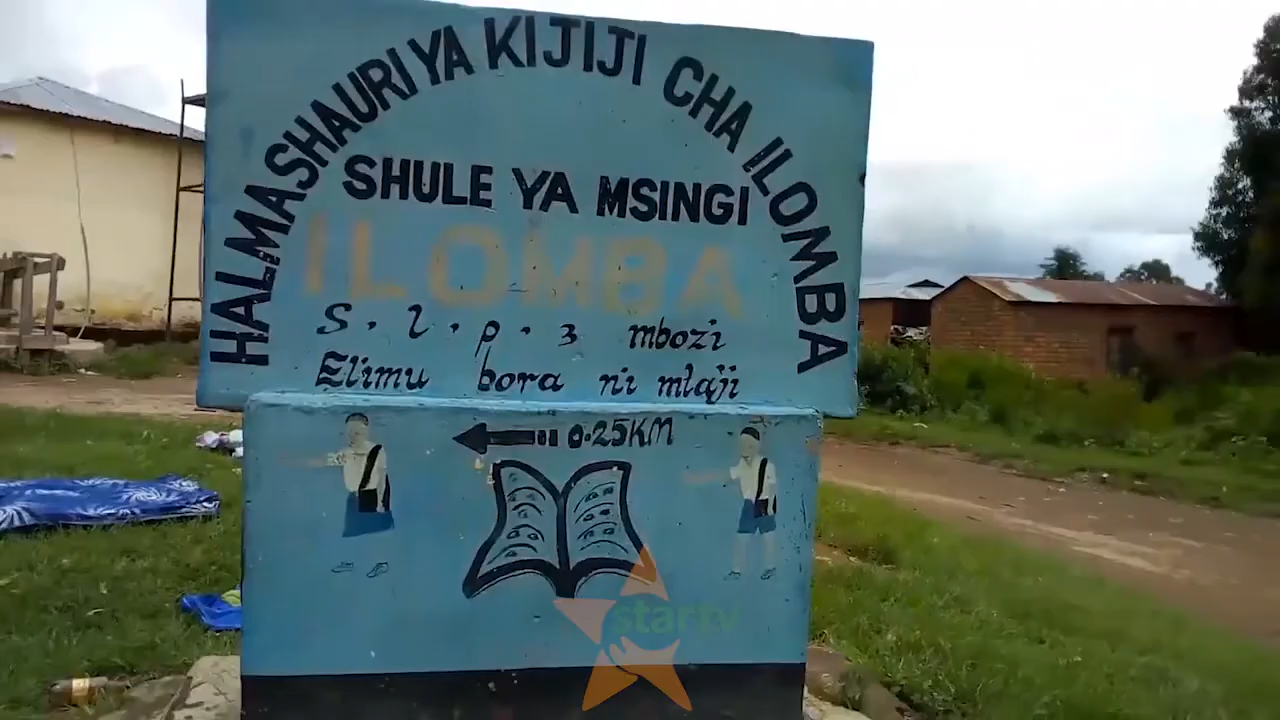 HALMASHAURI YA KIJIJI CHA ILOMBA
SHULE YA MSINGI
ILOMBA
S.l.p.3 mbozi
Elimu bora ni mlaji
0.25KM
startv